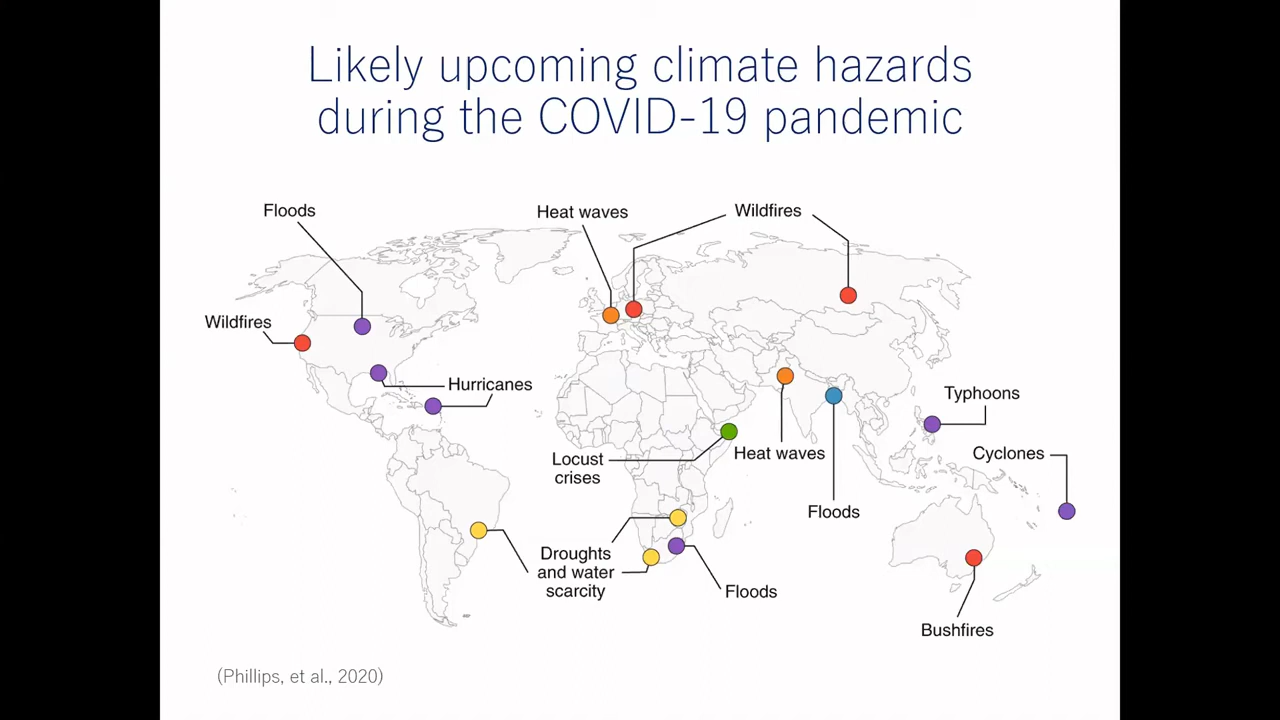 Likely upcoming climate hazards
during the COVID-19 pandemic
Floods
Heat waves
Wildfires
Wildfires
Hurricanes
Typhoons
Locust
crises
Heat waves
Cyclones
Floods
Droughts
and water
scarcity
Floods
Bushfires
(Phillips, et al., 2020)